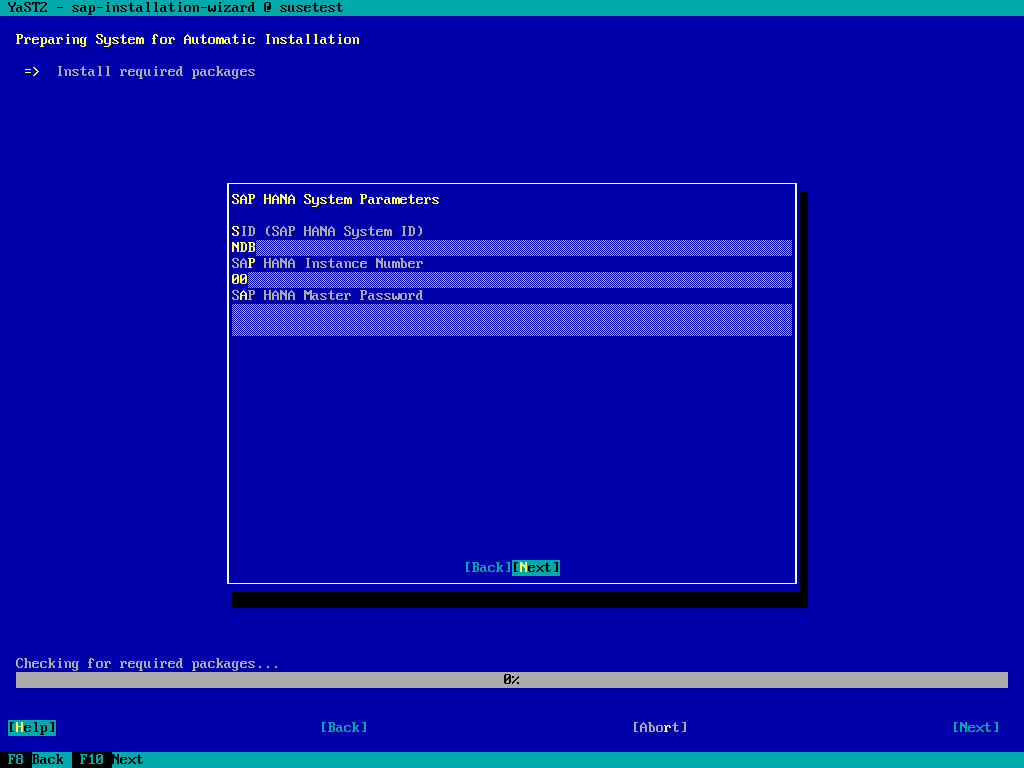 YaST2 - sap-installation-wizard @ susetest
Preparing System for Automatic Installation
=> Install required packages
SAP HANA System Parameters
SID (SAP HANA System ID)
NDB
SAP HANA Instance Number
00
SAP HANA Master Password
[Back][Next]
Checking for required packages...
0%
[Help] [Back] [Abort] [Next]
F8 Back F10 Next